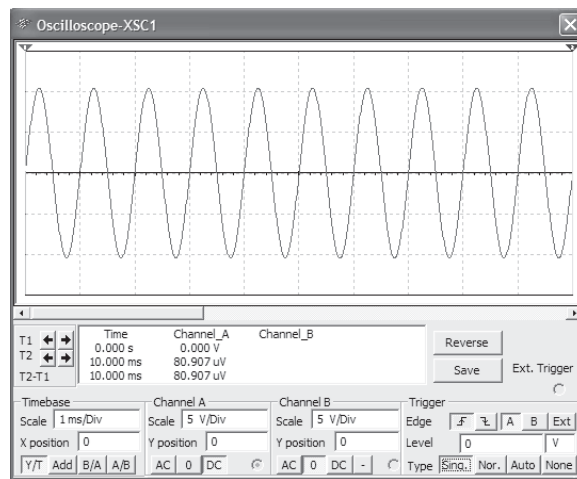 Oscilloscope-XSC1
T1
T2
T2-T1
Time Channel_A Channel_B
0.000 s 0.000 V
10.000 ms 80.907 uV
10.000 ms 80.907 uV
Reverse
Save
Ext. Trigger
Timebase
Scale 1 ms/Div
X position 0
Y/T Add B/A A/B
Channel A
Scale 5 V/Div
Y position 0
AC 0 DC
Channel B
Scale 5 V/Div
Y position 0
AC 0 DC -
Trigger
Edge A B Ext
Level 0 V
Type Sing. Nor. Auto None